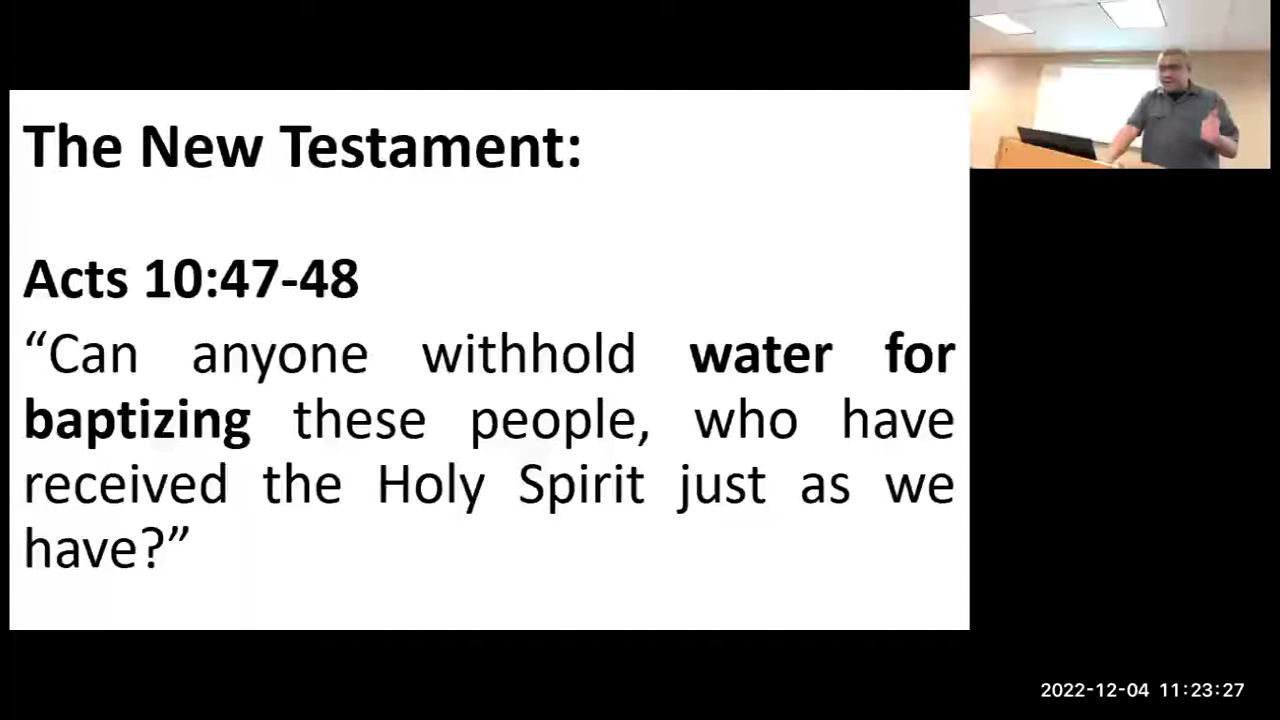 The New Testament:
Acts 10:47-48
“Can anyone withhold water for
baptizing these people, who have
received the Holy Spirit just as we
have?”
2022-12-04 11:23:27